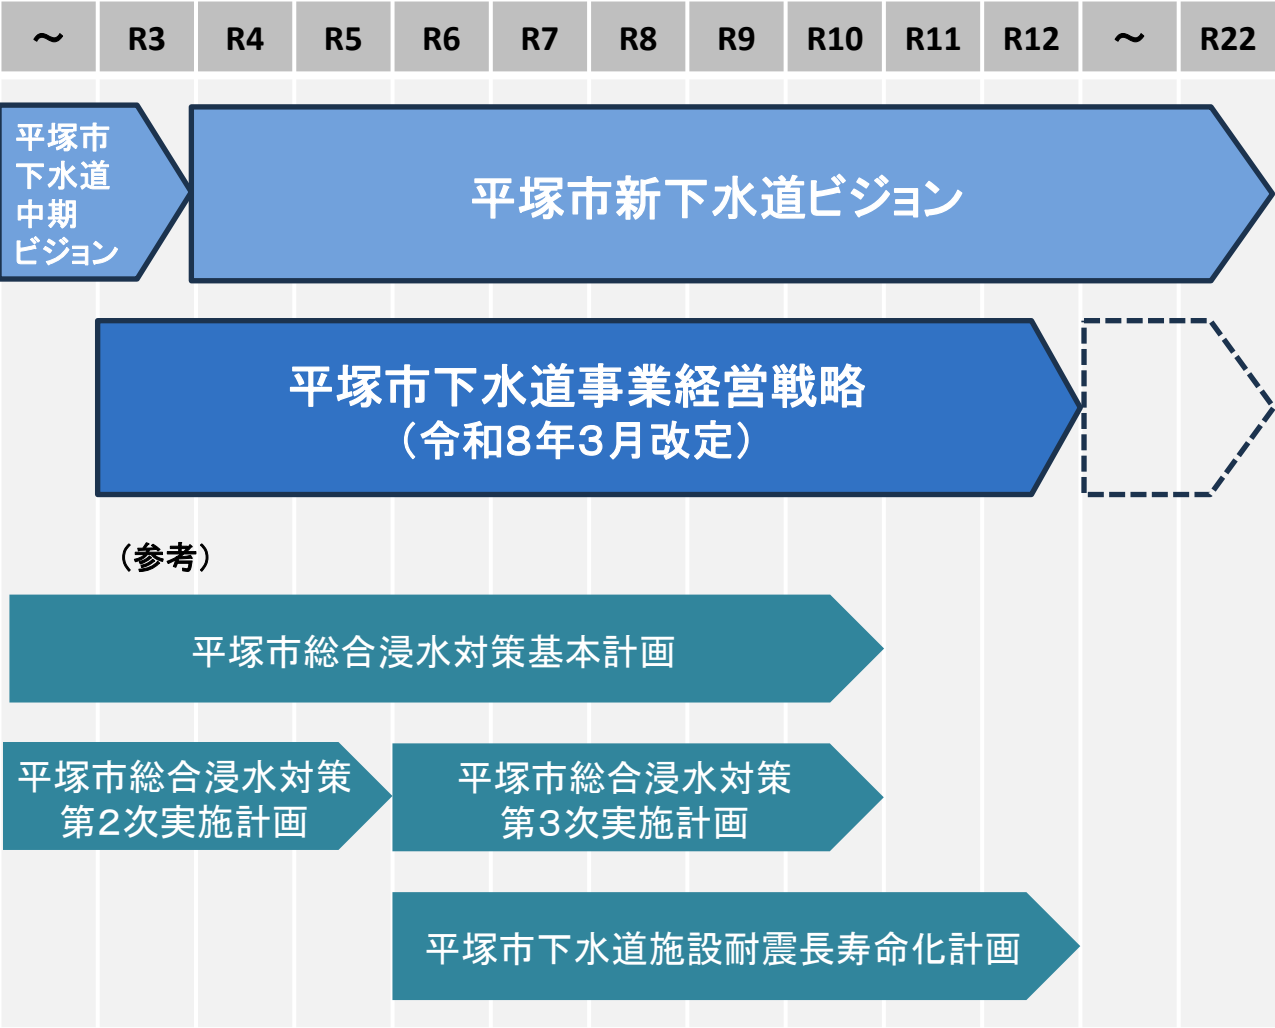 ～ R3 R4 R5 R6 R7 R8 R9 R10 R11 R12 ～ R22
平塚市
下水道
中期
ビジョン
平塚市新下水道ビジョン
平塚市下水道事業経営戦略
（令和８年３月改定）
（参考）
平塚市総合浸水対策基本計画
平塚市総合浸水対策
第２次実施計画
平塚市総合浸水対策
第３次実施計画
平塚市下水道施設耐震長寿命化計画